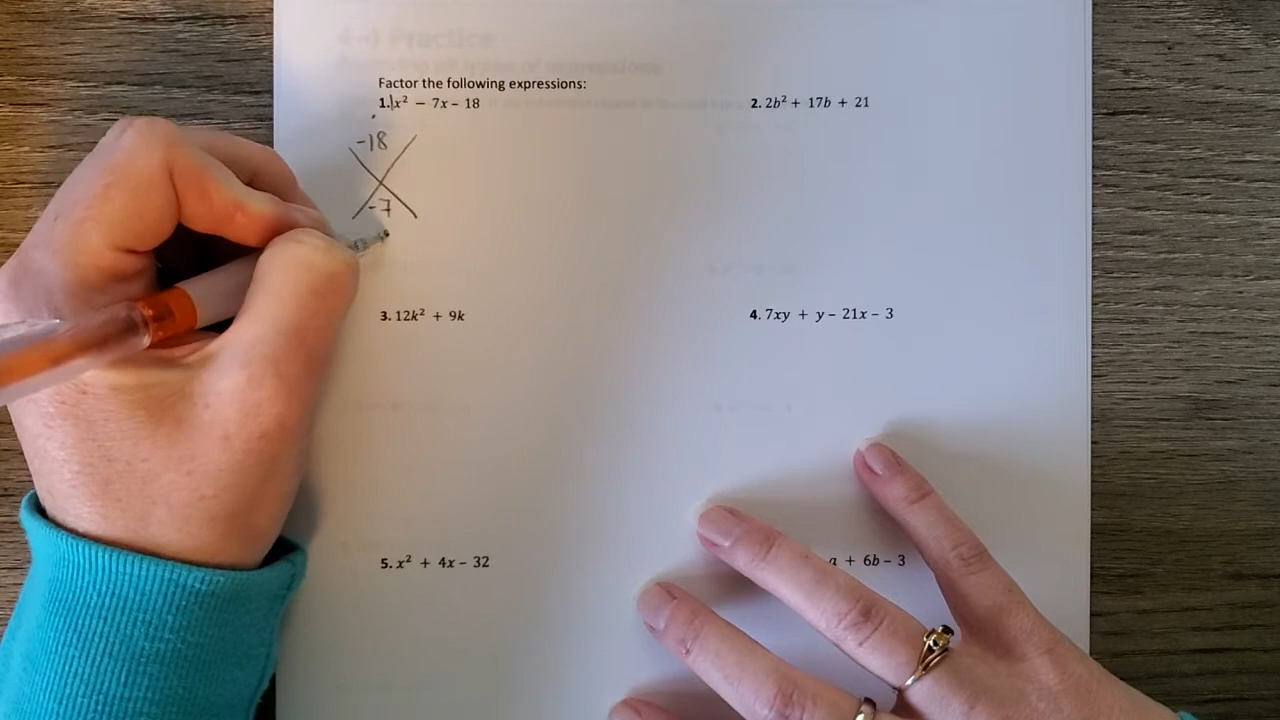 Factor the following expressions:
1. 1x² − 7x − 18
2. 2b² + 17b + 21
-18
-7
3. 12k² + 9k
4. 7xy + y − 21x − 3
5. x² + 4x − 32
a + 6b − 3